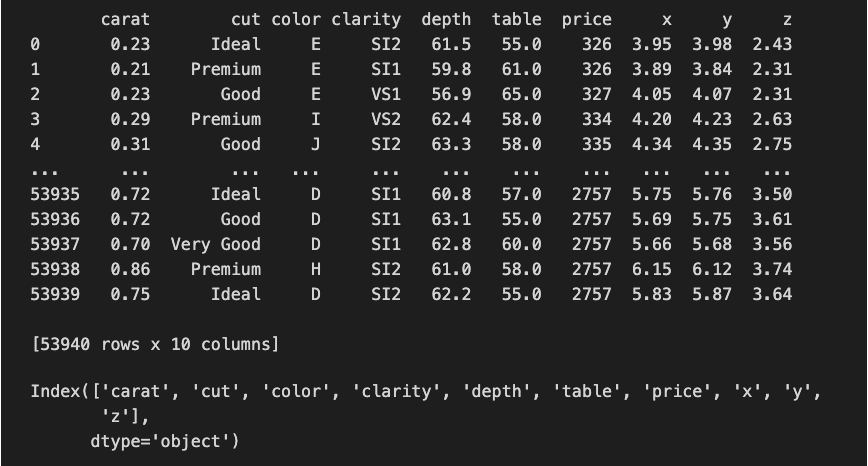 carat        cut color clarity  depth  table  price     x     y     z
0       0.23      Ideal     E     SI2   61.5   55.0    326  3.95  3.98  2.43
1       0.21    Premium     E     SI1   59.8   61.0    326  3.89  3.84  2.31
2       0.23       Good     E     VS1   56.9   65.0    327  4.05  4.07  2.31
3       0.29    Premium     I     VS2   62.4   58.0    334  4.20  4.23  2.63
4       0.31       Good     J     SI2   63.3   58.0    335  4.34  4.35  2.75
...      ...        ...   ...     ...    ...    ...    ...   ...   ...   ...
53935   0.72      Ideal     D     SI1   60.8   57.0   2757  5.75  5.76  3.50
53936   0.72       Good     D     SI1   63.1   55.0   2757  5.69  5.75  3.61
53937   0.70  Very Good     D     SI1   62.8   60.0   2757  5.66  5.68  3.56
53938   0.86    Premium     H     SI2   61.0   58.0   2757  6.15  6.12  3.74
53939   0.75      Ideal     D     SI2   62.2   55.0   2757  5.83  5.87  3.64
[53940 rows x 10 columns]
Index(['carat', 'cut', 'color', 'clarity', 'depth', 'table', 'price', 'x', 'y',
       'z'],
      dtype='object')